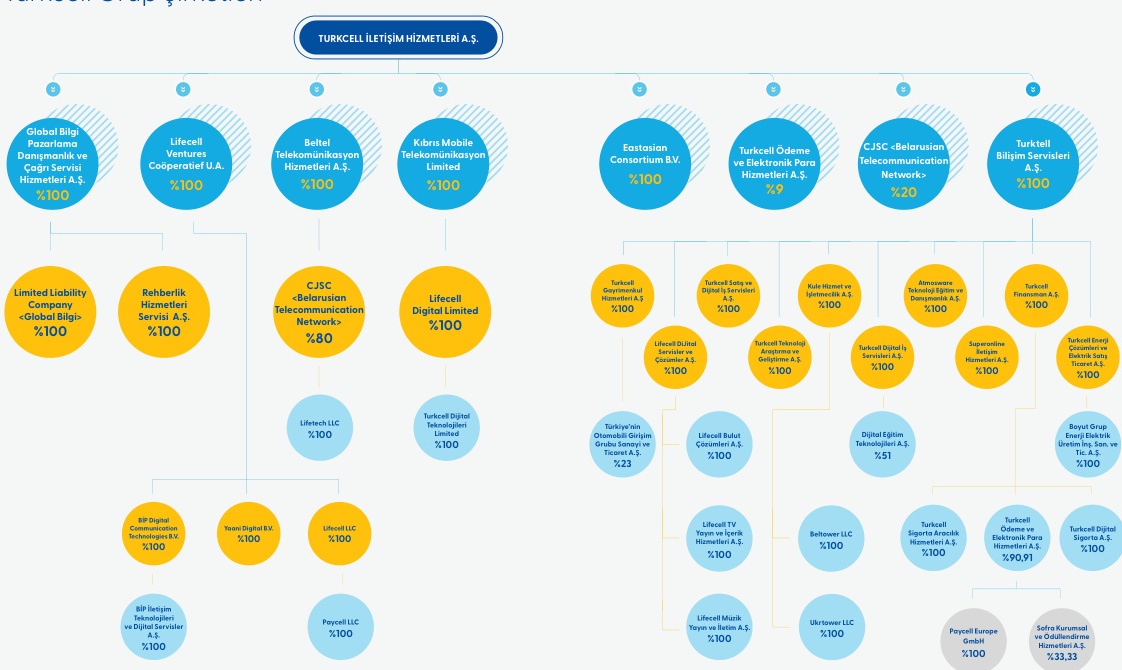 Turkcell Grup Şirketleri
TURKCELL İLETİŞİM HİZMETLERİ A.Ş.
Global Bilgi
Pazarlama
Danışmanlık ve
Çağrı Servisi
Hizmetleri A.Ş.
%100
Lifecell
Ventures
Coöperatief U.A.
%100
Beltel
Telekomünikasyon
Hizmetleri A.Ş.
%100
Kıbrıs Mobile
Telekomünikasyon
Limited
%100
Eastasian
Consortium B.V.
%100
Turkcell Ödeme
ve Elektronik Para
Hizmetleri A.Ş.
%9
CJSC <Belarusian
Telecommunication
Network>
%20
Turktell
Bilişim Servisleri
A.Ş.
%100
Limited Liability
Company
<Global Bilgi>
%100
Rehberlik
Hizmetleri
Servisi A.Ş.
%100
CJSC
<Belarusian
Telecommunication
Network>
%80
Lifecell
Digital Limited
%100
Turkcell
Gayrimenkul
Hizmetleri A.Ş
%100
Turkcell Satış ve
Dijital İş Servisleri
A.Ş.
%100
Kule Hizmet ve
İşletmecilik A.Ş.
%100
Atmosware
Teknoloji Eğitim ve
Danışmanlık A.Ş.
%100
Turkcell
Finansman A.Ş.
%100
Lifecell DiJital
Servisler ve
Çözümler A.Ş.
%100
Turkcell Teknoloji
Araştırma ve
Geliştirme A.Ş.
%100
Turkcell Dijital İş
Servisleri A.Ş.
%100
Superonline
İletişim
Hizmetleri A.Ş.
%100
Turkcell Enerji
Çözümleri ve
Elektrik Satış
Ticaret A.Ş.
%100
Lifetech LLC
%100
Turkcell Dijital
Teknolojileri
Limited
%100
Türkiye'nin
Otomobili Girişim
Grubu Sanayi ve
Ticaret A.Ş.
%23
Lifecell Bulut
Çözümleri A.Ş.
%100
Dijital Eğitim
Teknolojileri A.Ş.
%51
Boyut Grup
Enerji Elektrik
Üretim İnş. San. ve
Tic. A.Ş.
%100
BİP Digital
Communication
Technologies B.V.
%100
Yaani Digital B.V.
%100
Lifecell LLC
%100
Lifecell TV
Yayın ve İçerik
Hizmetleri A.Ş.
%100
Beltower LLC
%100
Turkcell
Sigorta Aracılık
Hizmetleri A.Ş.
%100
Turkcell
Ödeme ve
Elektronik Para
Hizmetleri A.Ş.
%90,91
Turkcell Dijital
Sigorta A.Ş.
%100
BİP İletişim
Teknolojileri
ve Dijital Servisler
A.Ş.
%100
Paycell LLC
%100
Lifecell Müzik
Yayın ve İletim A.Ş.
%100
Ukrtower LLC
%100
Paycell Europe
GmbH
%100
Sofra Kurumsal
ve Ödüllendirme
Hizmetleri A.Ş.
%33,33